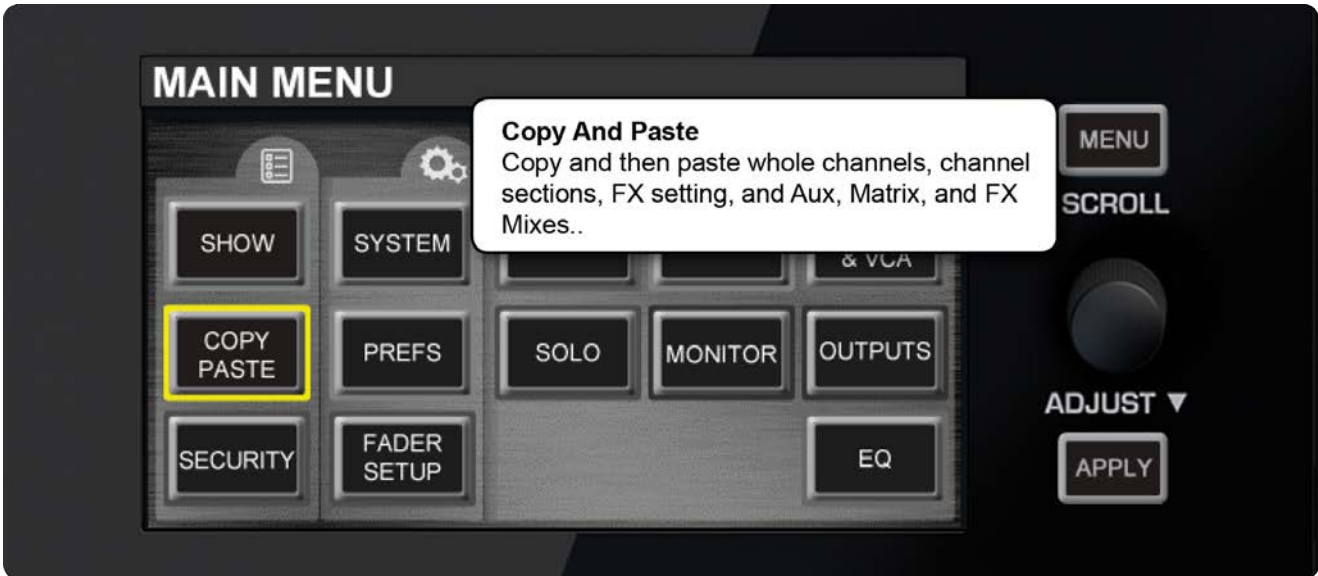 MAIN MENU
Copy And Paste
Copy and then paste whole channels, channel
sections, FX setting, and Aux, Matrix, and FX
Mixes..
MENU
SCROLL
SHOW
SYSTEM
& VCA
COPY
PASTE
PREFS
SOLO
MONITOR
OUTPUTS
ADJUST ▼
SECURITY
FADER
SETUP
EQ
APPLY